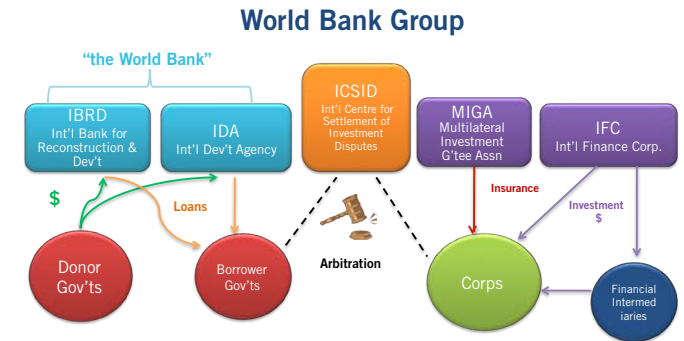 World Bank Group
“the World Bank”
IBRD
Int’l Bank for
Reconstruction &
Dev’t
IDA
Int’l Dev’t Agency
ICSID
Int’l Centre for
Settlement of
Investment
Disputes
MIGA
Multilateral
Investment
G’tee Assn
IFC
Int’l Finance Corp.
$
Loans
Insurance
Investment
$
Arbitration
Donor
Gov’ts
Borrower
Gov’ts
Corps
Financial
Intermed
iaries